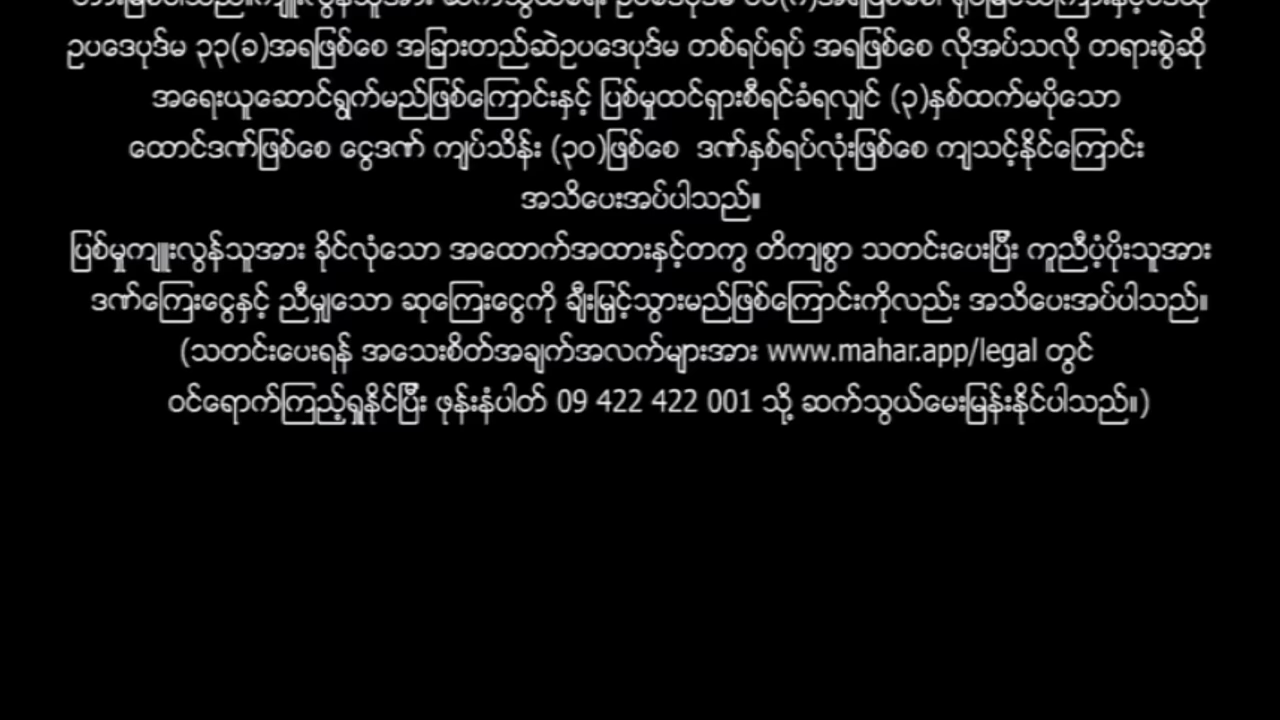 ဥပဒေပုဒ်မ ၃၃(ခ)အရဖြစ်စေ အခြားတည်ဆဲဥပဒေပုဒ်မ တစ်ရပ်ရပ် အရဖြစ်စေ လိုအပ်သလို တရားစွဲဆို
အရေးယူဆောင်ရွက်မည်ဖြစ်ကြောင်းနှင့် ပြစ်မှုထင်ရှားစီရင်ခံရလျှင် (၃)နှစ်ထက်မပိုသော
ထောင်ဒဏ်ဖြစ်စေ ငွေဒဏ် ကျပ်သိန်း (၃၀)ဖြစ်စေ ဒဏ်နှစ်ရပ်လုံးဖြစ်စေ ကျသင့်နိုင်ကြောင်း
အသိပေးအပ်ပါသည်။
ပြစ်မှုကျူးလွန်သူအား ခိုင်လုံသော အထောက်အထားနှင့်တကွ တိကျစွာ သတင်းပေးပြီး ကူညီပံ့ပိုးသူအား
ဒဏ်ကြေးငွေနှင့် ညီမျှသော ဆုကြေးငွေကို ချီးမြှင့်သွားမည်ဖြစ်ကြောင်းကိုလည်း အသိပေးအပ်ပါသည်။
(သတင်းပေးရန် အသေးစိတ်အချက်အလက်များအား www.mahar.app/legal တွင်
ဝင်ရောက်ကြည့်ရှုနိုင်ပြီး ဖုန်းနံပါတ် 09 422 422 001 သို့ ဆက်သွယ်မေးမြန်းနိုင်ပါသည်။)